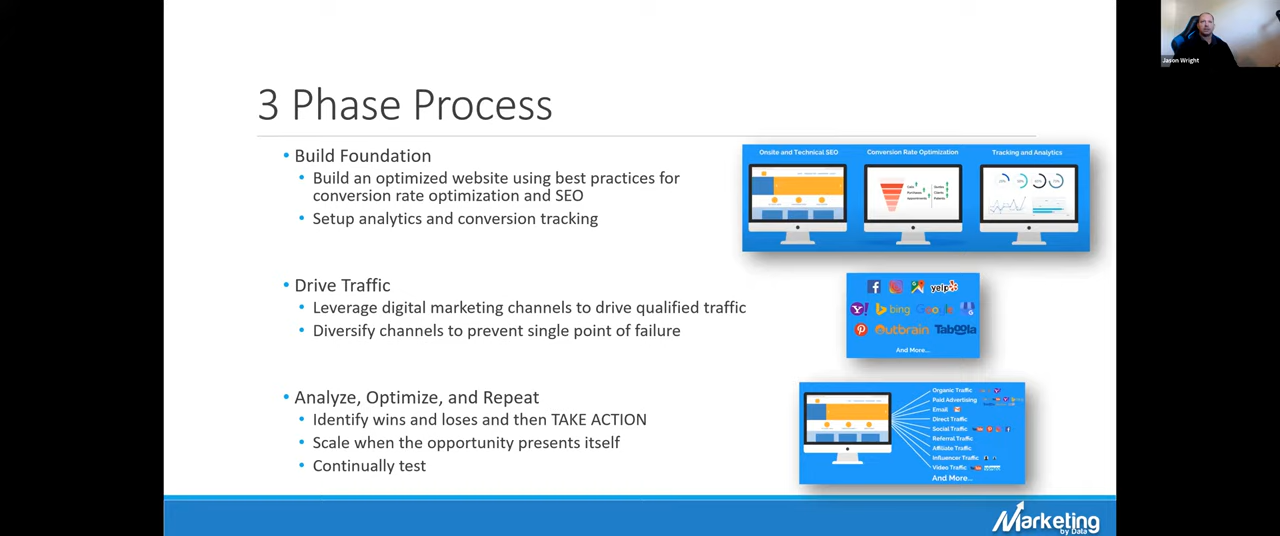 Jason Wright
3 Phase Process
• Build Foundation
• Build an optimized website using best practices for
conversion rate optimization and SEO
• Setup analytics and conversion tracking
Onsite and Technical SEO
Conversion Rate Optimization
Tracking and Analytics
• Drive Traffic
• Leverage digital marketing channels to drive qualified traffic
• Diversify channels to prevent single point of failure
yelp
Y! bing Google
Outbrain Taboola
And More...
• Analyze, Optimize, and Repeat
• Identify wins and loses and then TAKE ACTION
• Scale when the opportunity presents itself
• Continually test
Organic Traffic
Paid Advertising
Email
Direct Traffic
Social Traffic
Referral Traffic
Affiliate Traffic
Influencer Traffic
Video Traffic
And More...
Marketing
by Data